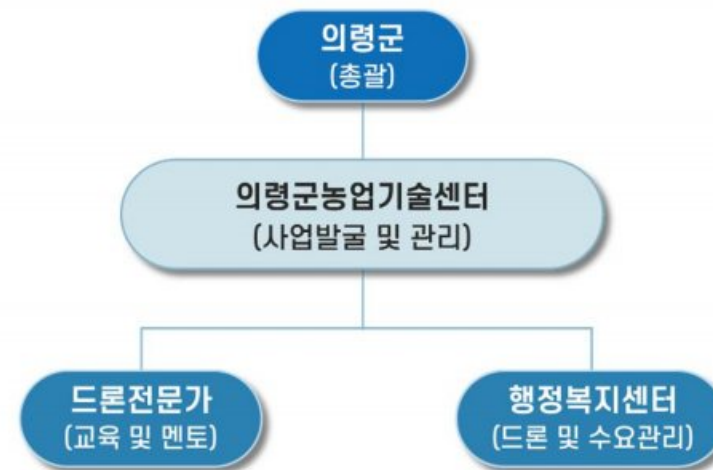 의령군
(총괄)
의령군농업기술센터
(사업발굴 및 관리)
드론전문가
(교육 및 멘토)
행정복지센터
(드론 및 수요관리)